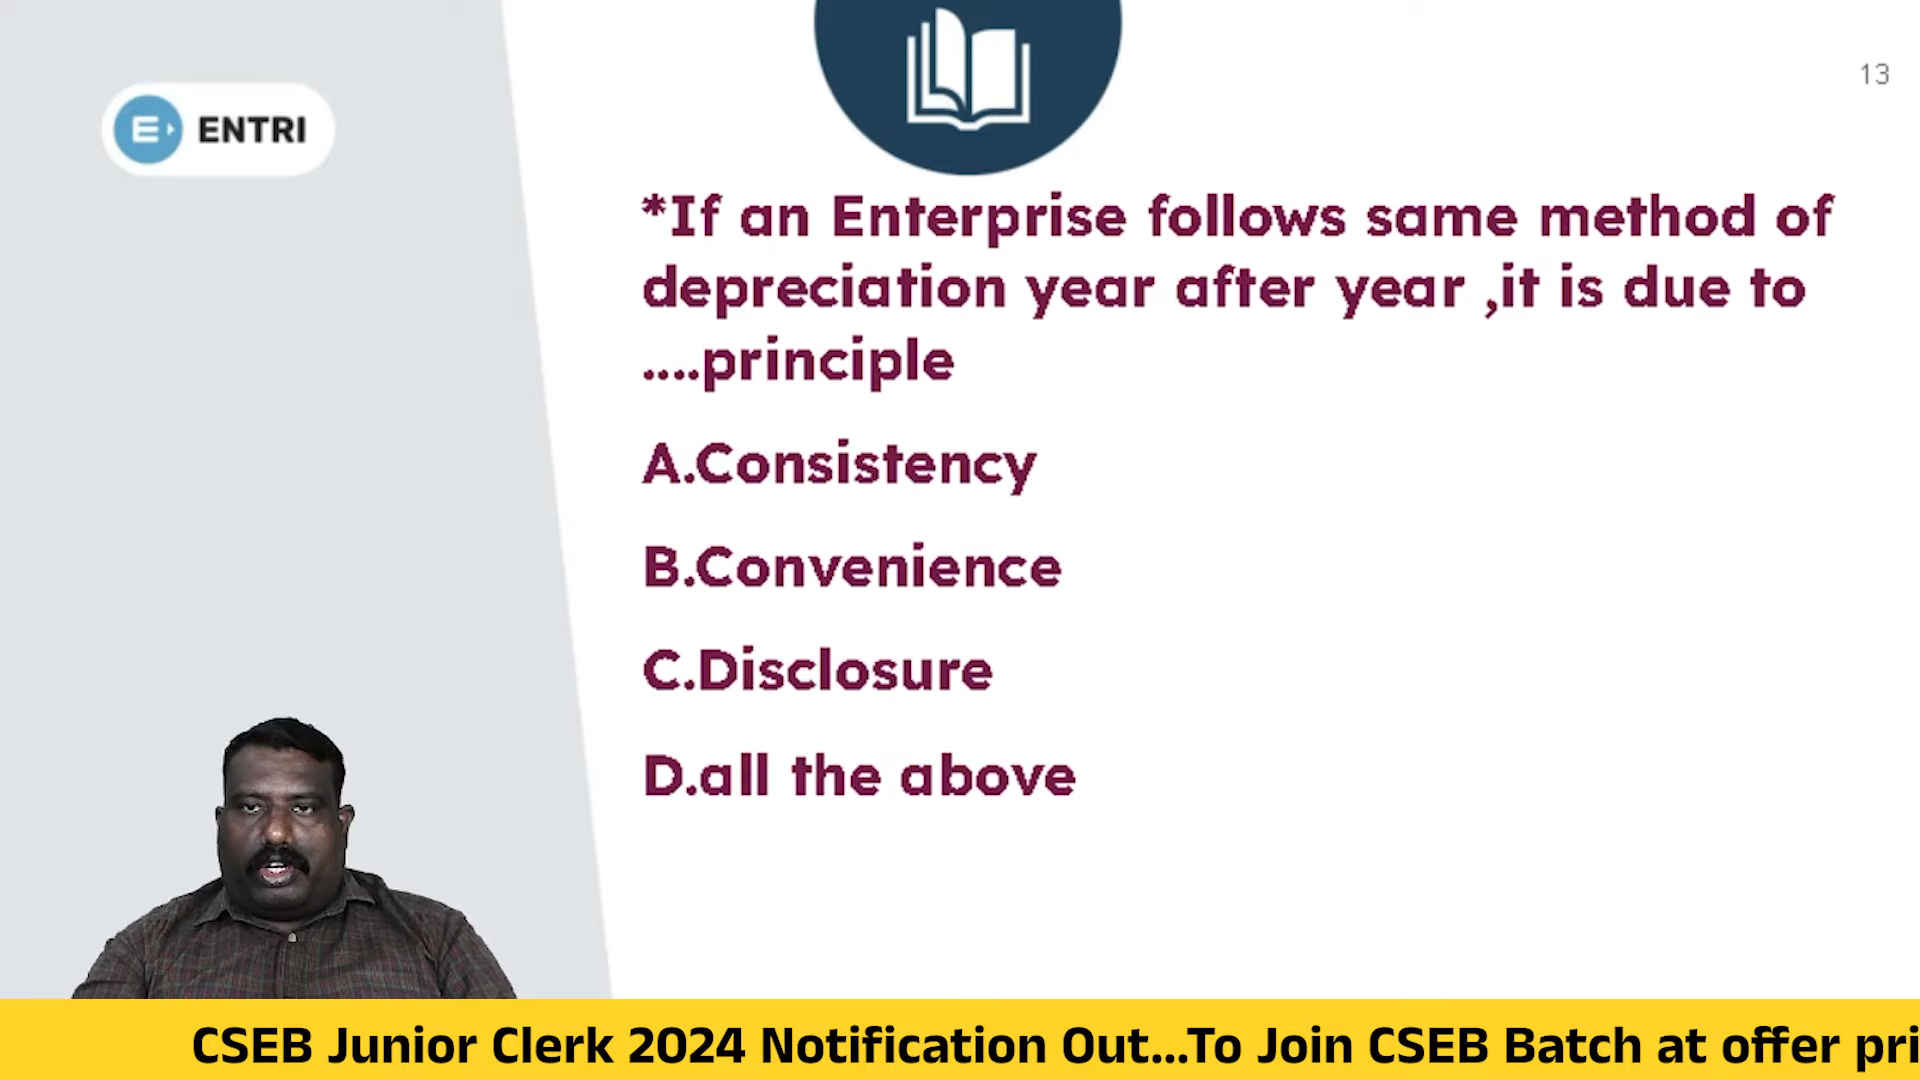 ENTRI
13
*If an Enterprise follows same method of
depreciation year after year ,it is due to
....principle
A.Consistency
B.Convenience
C.Disclosure
D.all the above
CSEB Junior Clerk 2024 Notification Out...To Join CSEB Batch at offer pri